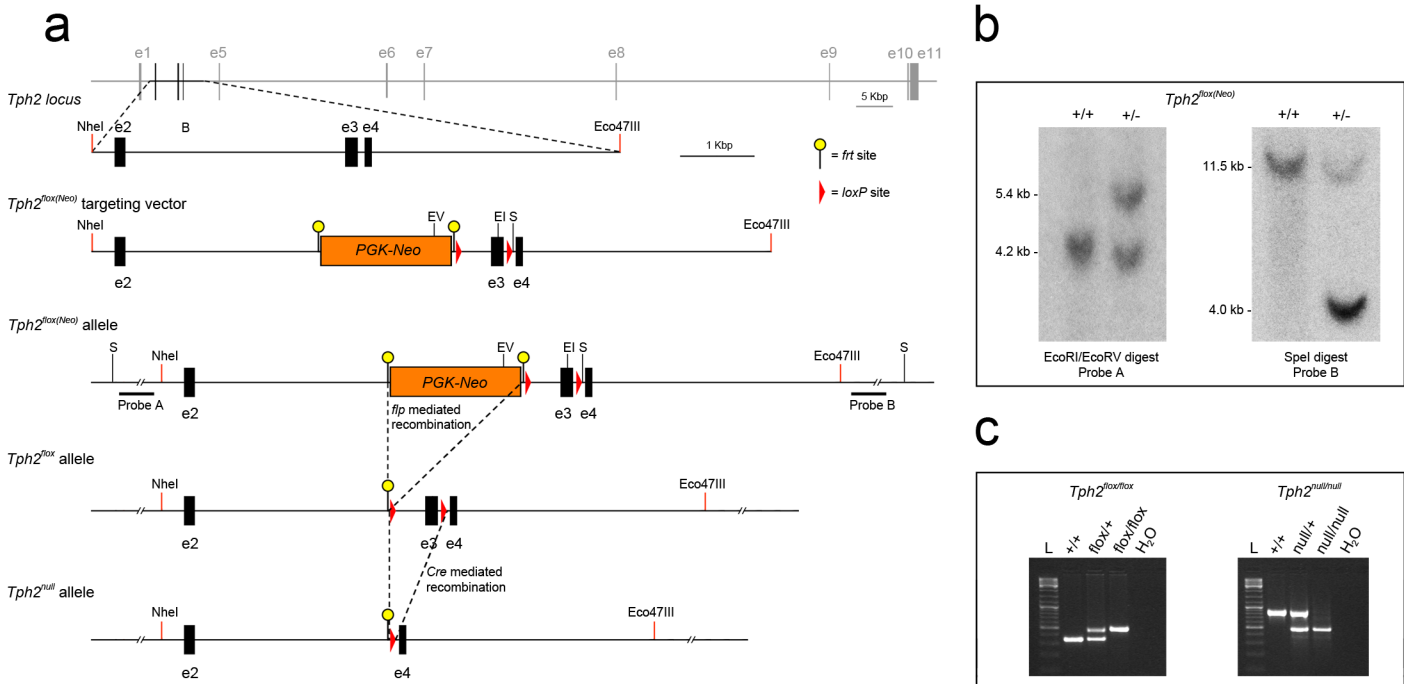 a
e1 e5 e6 e7 e8 e9 e10 e11
Tph2 locus
5 Kbp
NheI e2 B e3 e4 Eco47III
1 Kbp
= frt site
= loxP site
Tph2flox(Neo) targeting vector
NheI EV EI S Eco47III
PGK-Neo
e2 e3 e4
Tph2flox(Neo) allele
S NheI EV EI S Eco47III S
PGK-Neo
Probe A e2 e3 e4 Probe B
flp mediated
recombination
Tph2flox allele
NheI Eco47III
e2 e3 e4
Cre mediated
recombination
Tph2null allele
NheI Eco47III
e2 e4
b
Tph2flox(Neo)
+/+ +/-
5.4 kb -
4.2 kb -
EcoRI/EcoRV digest
Probe A
+/+ +/-
11.5 kb -
4.0 kb -
SpeI digest
Probe B
c
Tph2flox/flox
L +/+ flox/+ flox/flox H2O
Tph2null/null
L +/+ null/+ null/null H2O